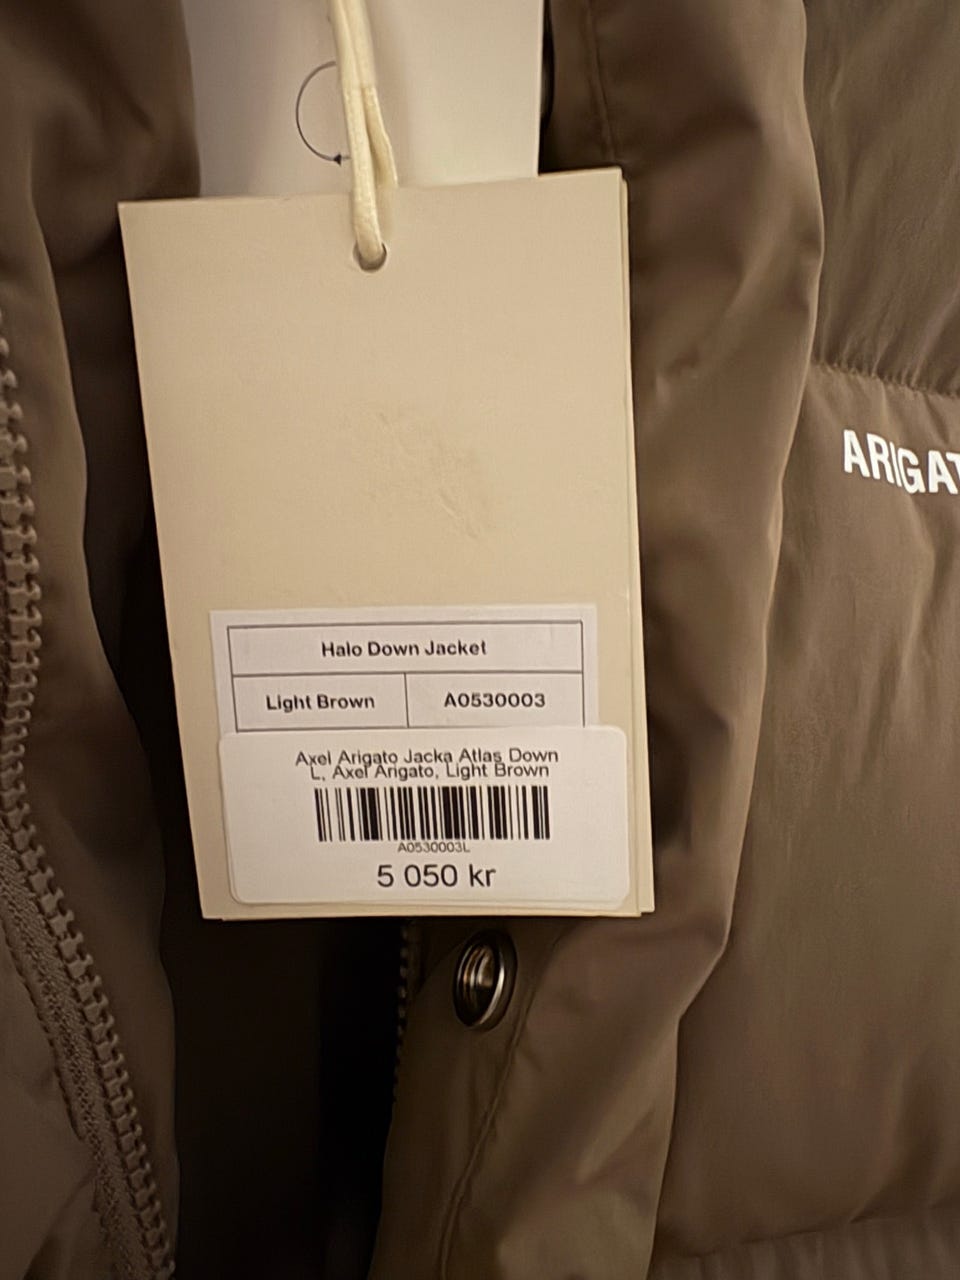 ARIGAT
Halo Down Jacket
Light Brown A0530003
Axel Arigato Jacka Atlas Down
L, Axel Arigato, Light Brown
A0530003L
5 050 kr